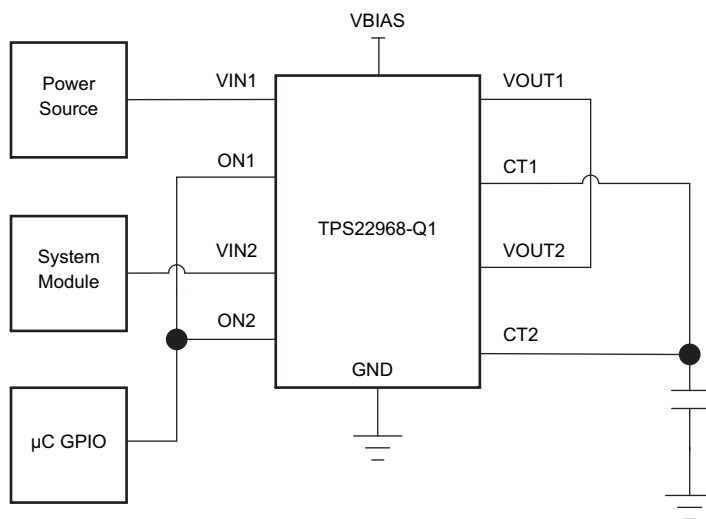 VBIAS
Power
Source
VIN1
VOUT1
ON1
CT1
TPS22968-Q1
System
Module
VIN2
VOUT2
ON2
CT2
GND
µC GPIO